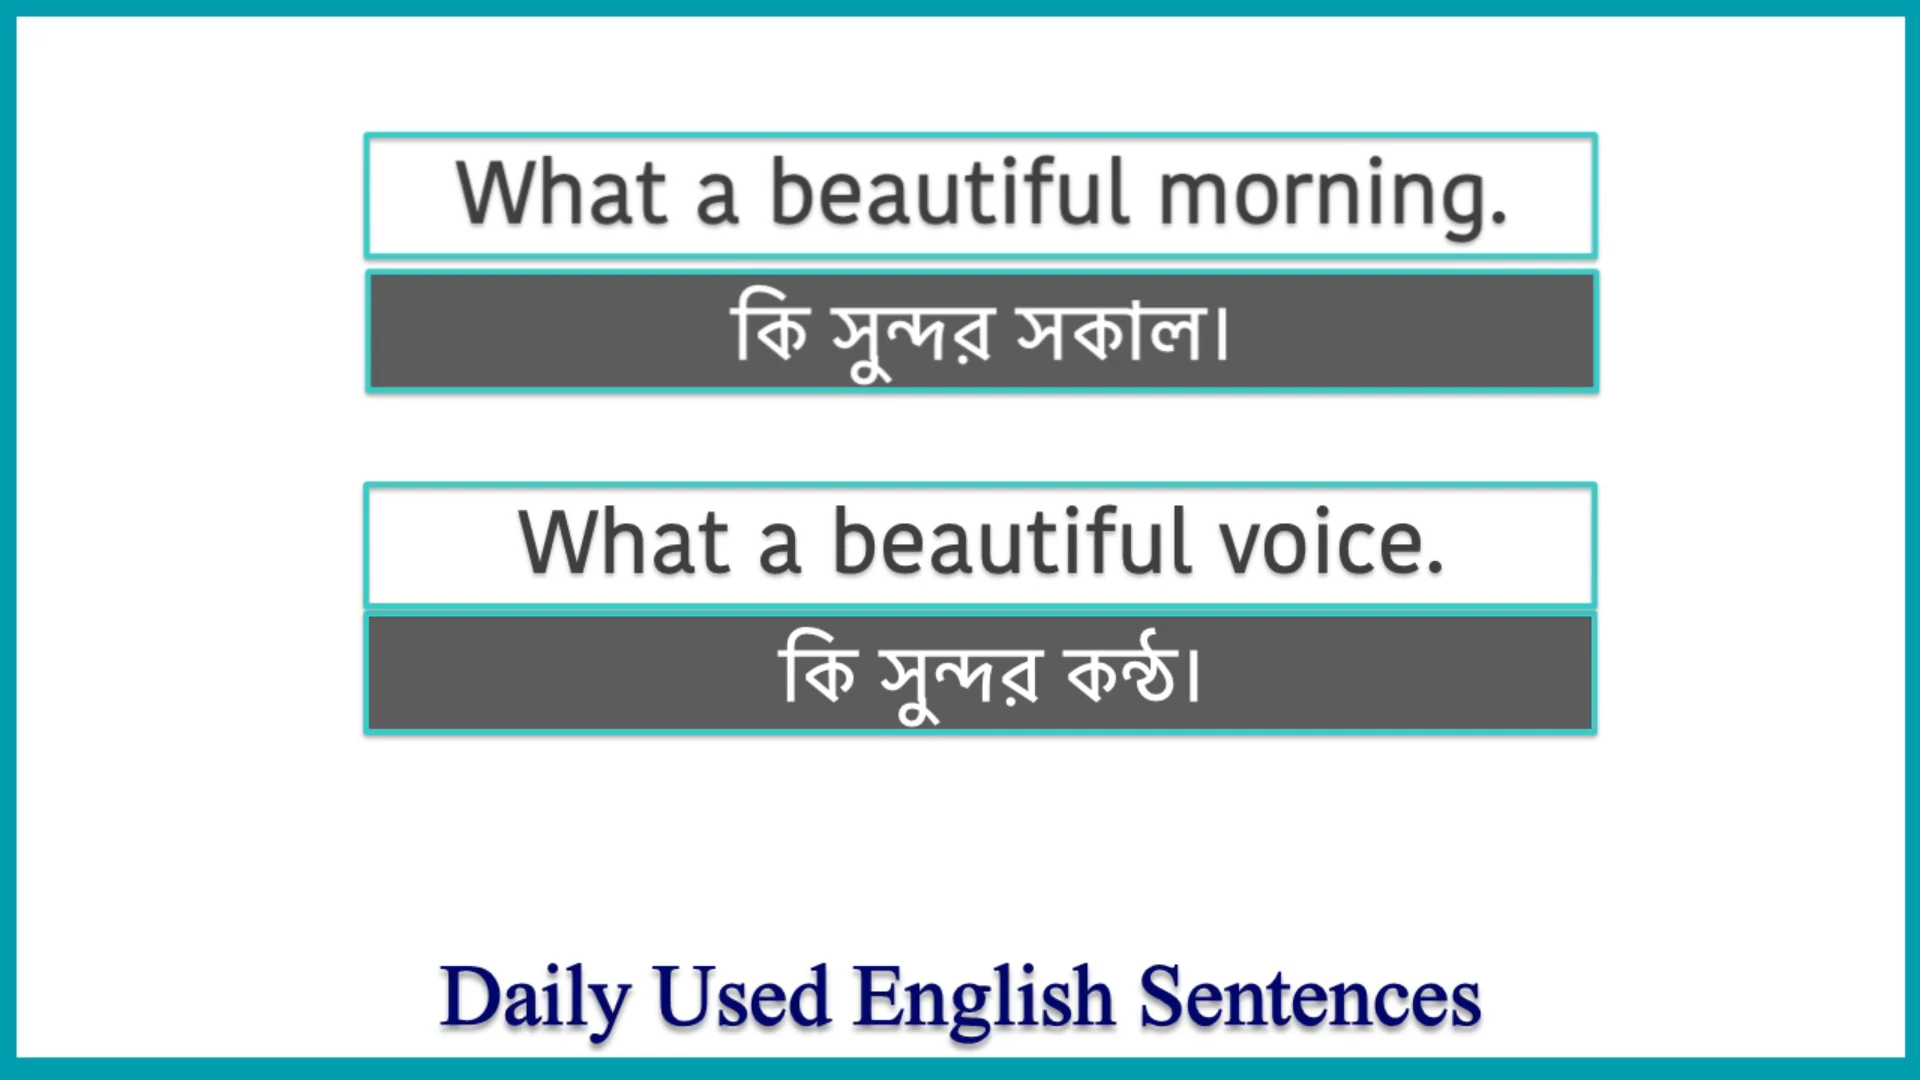 What a beautiful morning.
কি সুন্দর সকাল।
What a beautiful voice.
কি সুন্দর কন্ঠ।
Daily Used English Sentences